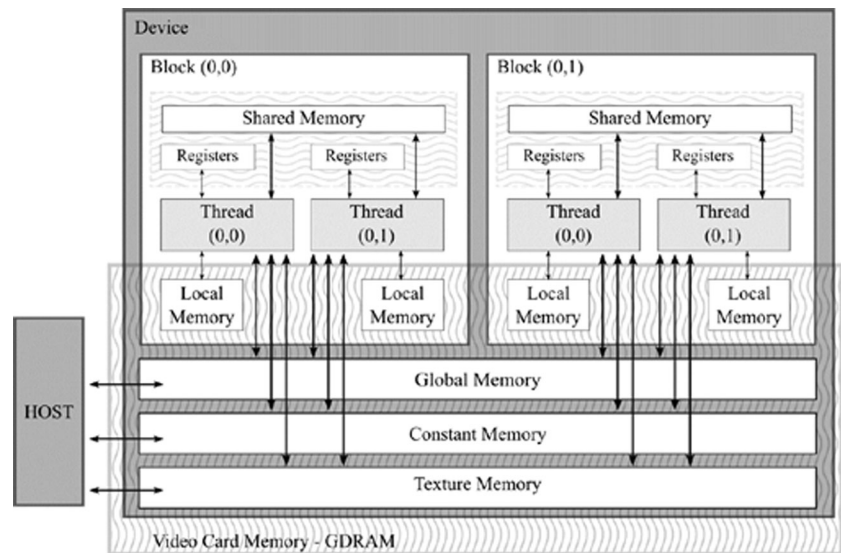 Device
Block (0,0)
Shared Memory
Registers
Registers
Thread
(0,0)
Thread
(0,1)
Local
Memory
Local
Memory
Block (0,1)
Shared Memory
Registers
Registers
Thread
(0,0)
Thread
(0,1)
Local
Memory
Local
Memory
HOST
Global Memory
Constant Memory
Texture Memory
Video Card Memory - GDRAM